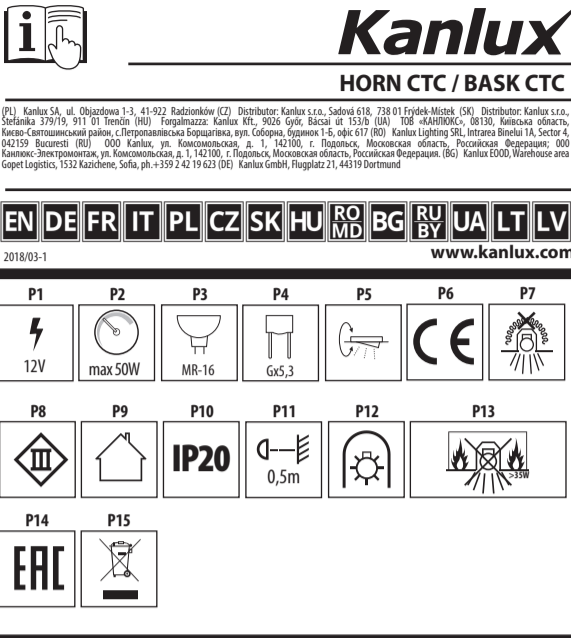 i
Kanlux
HORN CTC / BASK CTC
(PL) Kanlux SA, ul. Objazdowa 1-3, 41-922 Radzionków (CZ) Distributor: Kanlux s.r.o., Sadová 618, 738 01 Frýdek-Místek (SK) Distributor: Kanlux s.r.o.,
Štefánika 379/19, 911 01 Trenčín (HU) Forgalmazza: Kanlux Kft., 9026 Győr, Bácsai út 153/b (UA) ТОВ «КАНЛЮКС», 08130, Київська область,
Києво-Святошинський район, с.Петропавлівська Борщагівка, вул. Соборна, будинок 1-Б, офіс 617 (RO) Kanlux Lighting SRL, Intrarea Binelui 1A, Sector 4,
042159 Bucuresti (RU) ООО Kanlux, ул. Комсомольская, д. 1, 142100, г. Подольск, Московская область, Российская Федерация; 000
Канлюкс-Электромонтаж, ул. Комсомольская, д. 1, 142100, г. Подольск, Московская область, Российская Федерация. (BG) Kanlux EOOD, Warehouse area
Gopet Logistics, 1532 Kazichene, Sofia, ph.+359 2 42 19 623 (DE) Kanlux GmbH, Flugplatz 21, 44319 Dortmund
EN DE FR IT PL CZ SK HU RO MD BG RU BY UA LT LV
2018/03-1
www.kanlux.com
P1 P2 P3 P4 P5 P6 P7
12V max 50W MR-16 Gx5,3 CE
P8 P9 P10 P11 P12 P13
III IP20 0,5m >35W
P14 P15
EAC